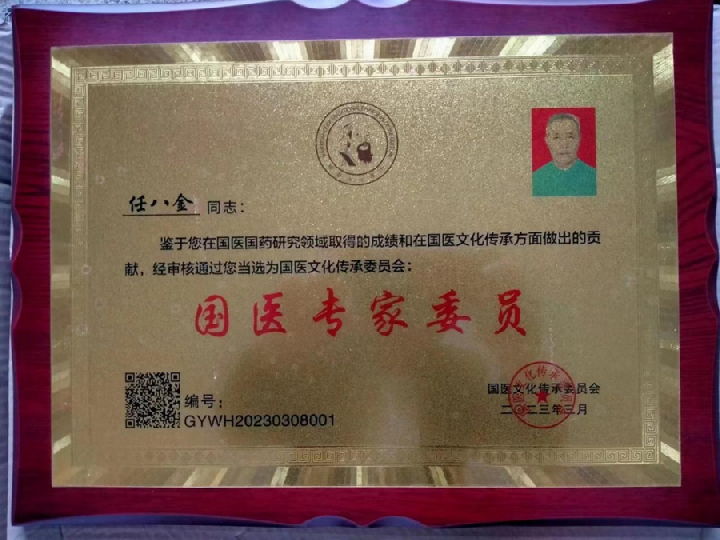 任八金 同志：
鉴于您在国医国药研究领域取得的成绩和在国医文化传承方面做出的贡
献，经审核通过您当选为国医文化传承委员会：
国医专家委员
编号：
GYWH20230308001
国医文化传承委员会
二〇二三年三月